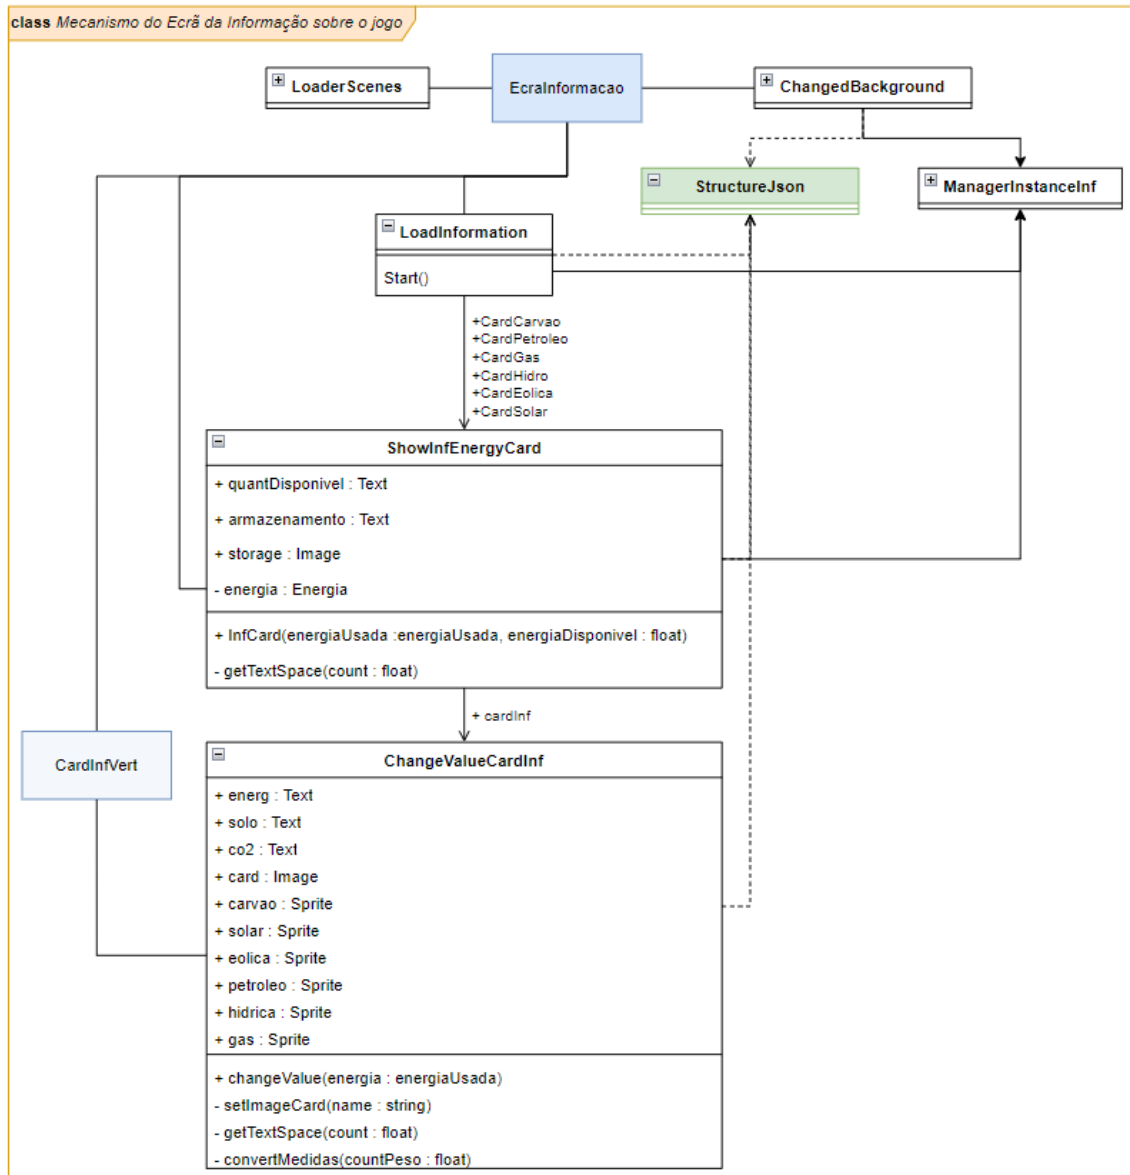 class Mecanismo do Ecrã da Informação sobre o jogo
LoaderScenes
EcraInformacao
ChangedBackground
StructureJson
ManagerInstanceInf
LoadInformation
Start()
+CardCarvao
+CardPetroleo
+CardGas
+CardHidro
+CardEolica
+CardSolar
ShowInfEnergyCard
+ quantDisponivel : Text
+ armazenamento : Text
+ storage : Image
- energia : Energia
+ InfCard(energiaUsada :energiaUsada, energiaDisponivel : float)
- getTextSpace(count : float)
+ cardInf
CardInfVert
ChangeValueCardInf
+ energ : Text
+ solo : Text
+ co2 : Text
+ card : Image
+ carvao : Sprite
+ solar : Sprite
+ eolica : Sprite
+ petroleo : Sprite
+ hidrica : Sprite
+ gas : Sprite
+ changeValue(energia : energiaUsada)
- setImageCard(name : string)
- getTextSpace(count : float)
- convertMedidas(countPeso : float)